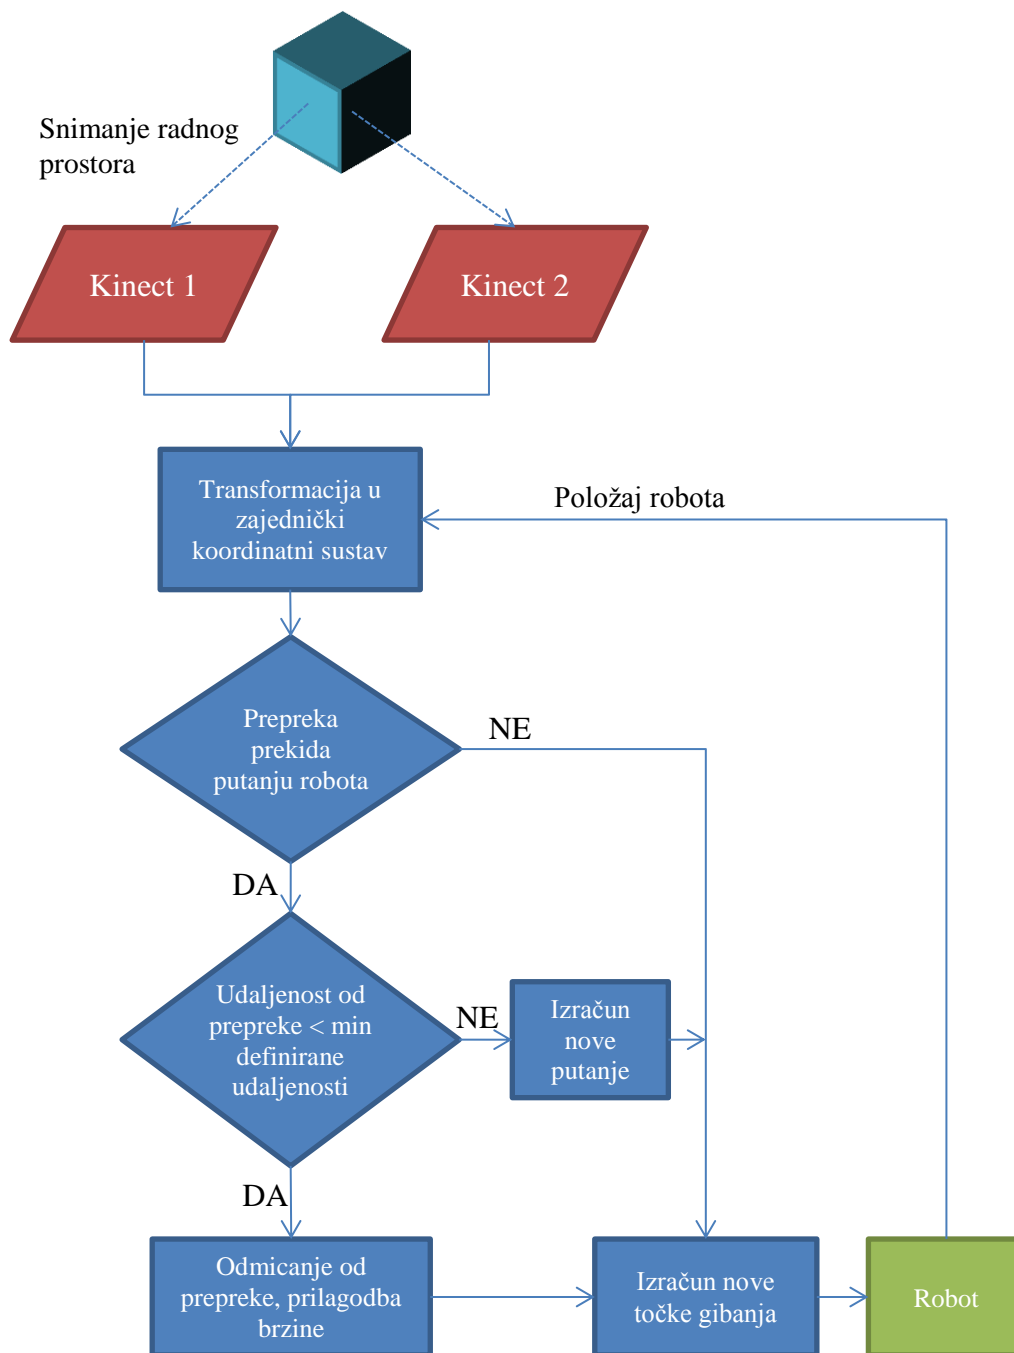 Snimanje radnog
prostora
Kinect 1
Kinect 2
Transformacija u
zajednički
koordinatni sustav
Položaj robota
Prepreka
prekida
putanju robota
NE
DA
Udaljenost od
prepreke < min
definirane
udaljenosti
NE
Izračun
nove
putanje
DA
Odmicanje od
prepreke, prilagodba
brzine
Izračun nove
točke gibanja
Robot